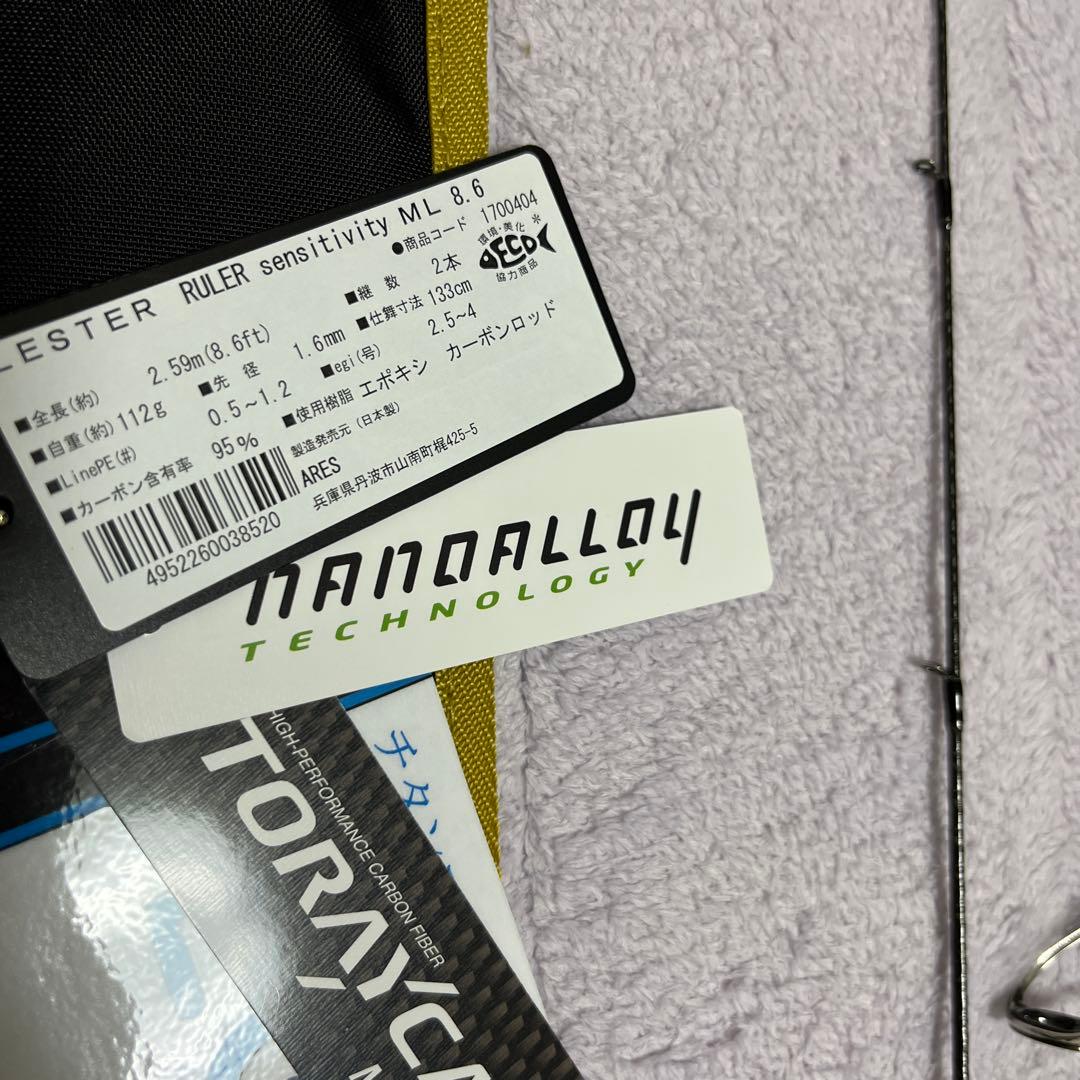 LESTER RULER sensitivity ML 8.6
●商品コード 1700404
■全長(約) 2.59m(8.6ft) ■継 数 2本
環境・美化
ECO
協力商品
■自重(約) 112g ■先 径 1.6mm ■仕舞寸法 133cm
■LinePE(#) 0.5~1.2 ■egi(号) 2.5~4
■カーボン含有率 95% ■使用樹脂 エポキシ カーボンロッド
製造発売元(日本製)
ARES
兵庫県丹波市山南町梶425-5
4952260038520
NANOALLOY
TECHNOLOGY
HIGH-PERFORMANCE CARBON FIBER
TORAYCA
チタン